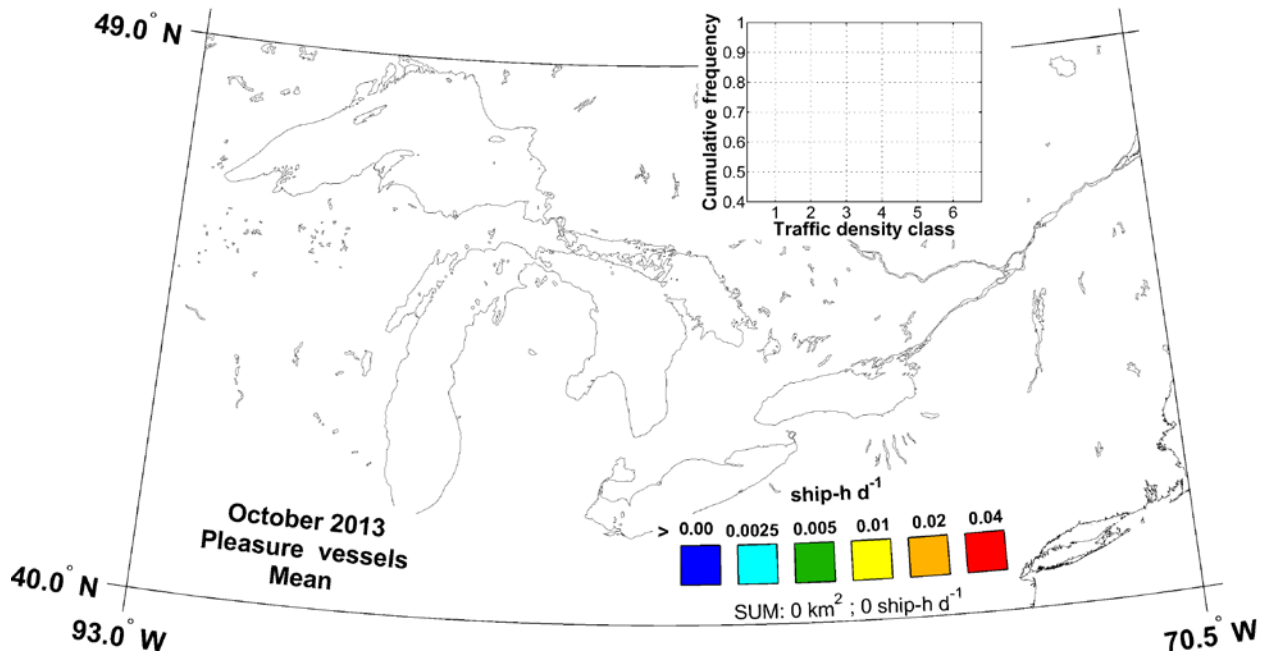 49.0° N
1
0.9
0.8
0.7
0.6
0.5
0.4
Cumulative frequency
1 2 3 4 5 6
Traffic density class
October 2013
Pleasure vessels
Mean
ship-h d⁻¹
> 0.00 0.0025 0.005 0.01 0.02 0.04
SUM: 0 km² ; 0 ship-h d⁻¹
40.0° N
93.0° W
70.5° W